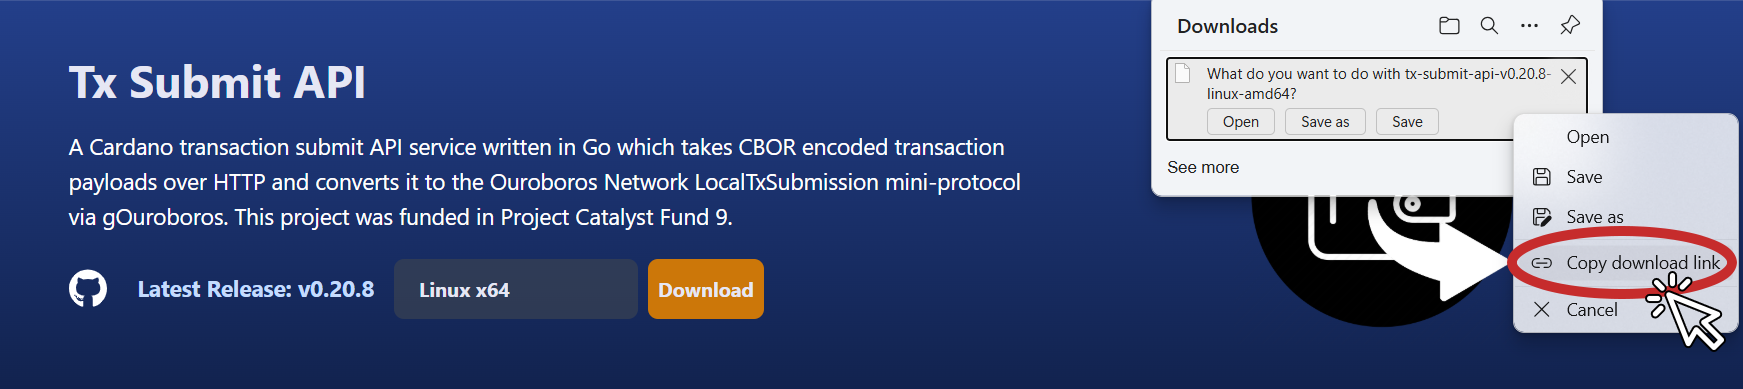 Tx Submit API
A Cardano transaction submit API service written in Go which takes CBOR encoded transaction
payloads over HTTP and converts it to the Ouroboros Network LocalTxSubmission mini-protocol
via gOuroboros. This project was funded in Project Catalyst Fund 9.
Latest Release: v0.20.8
Linux x64
Download
Downloads
What do you want to do with tx-submit-api-v0.20.8-
linux-amd64?
Open
Save as
Save
See more
Open
Save
Save as
Copy download link
Cancel